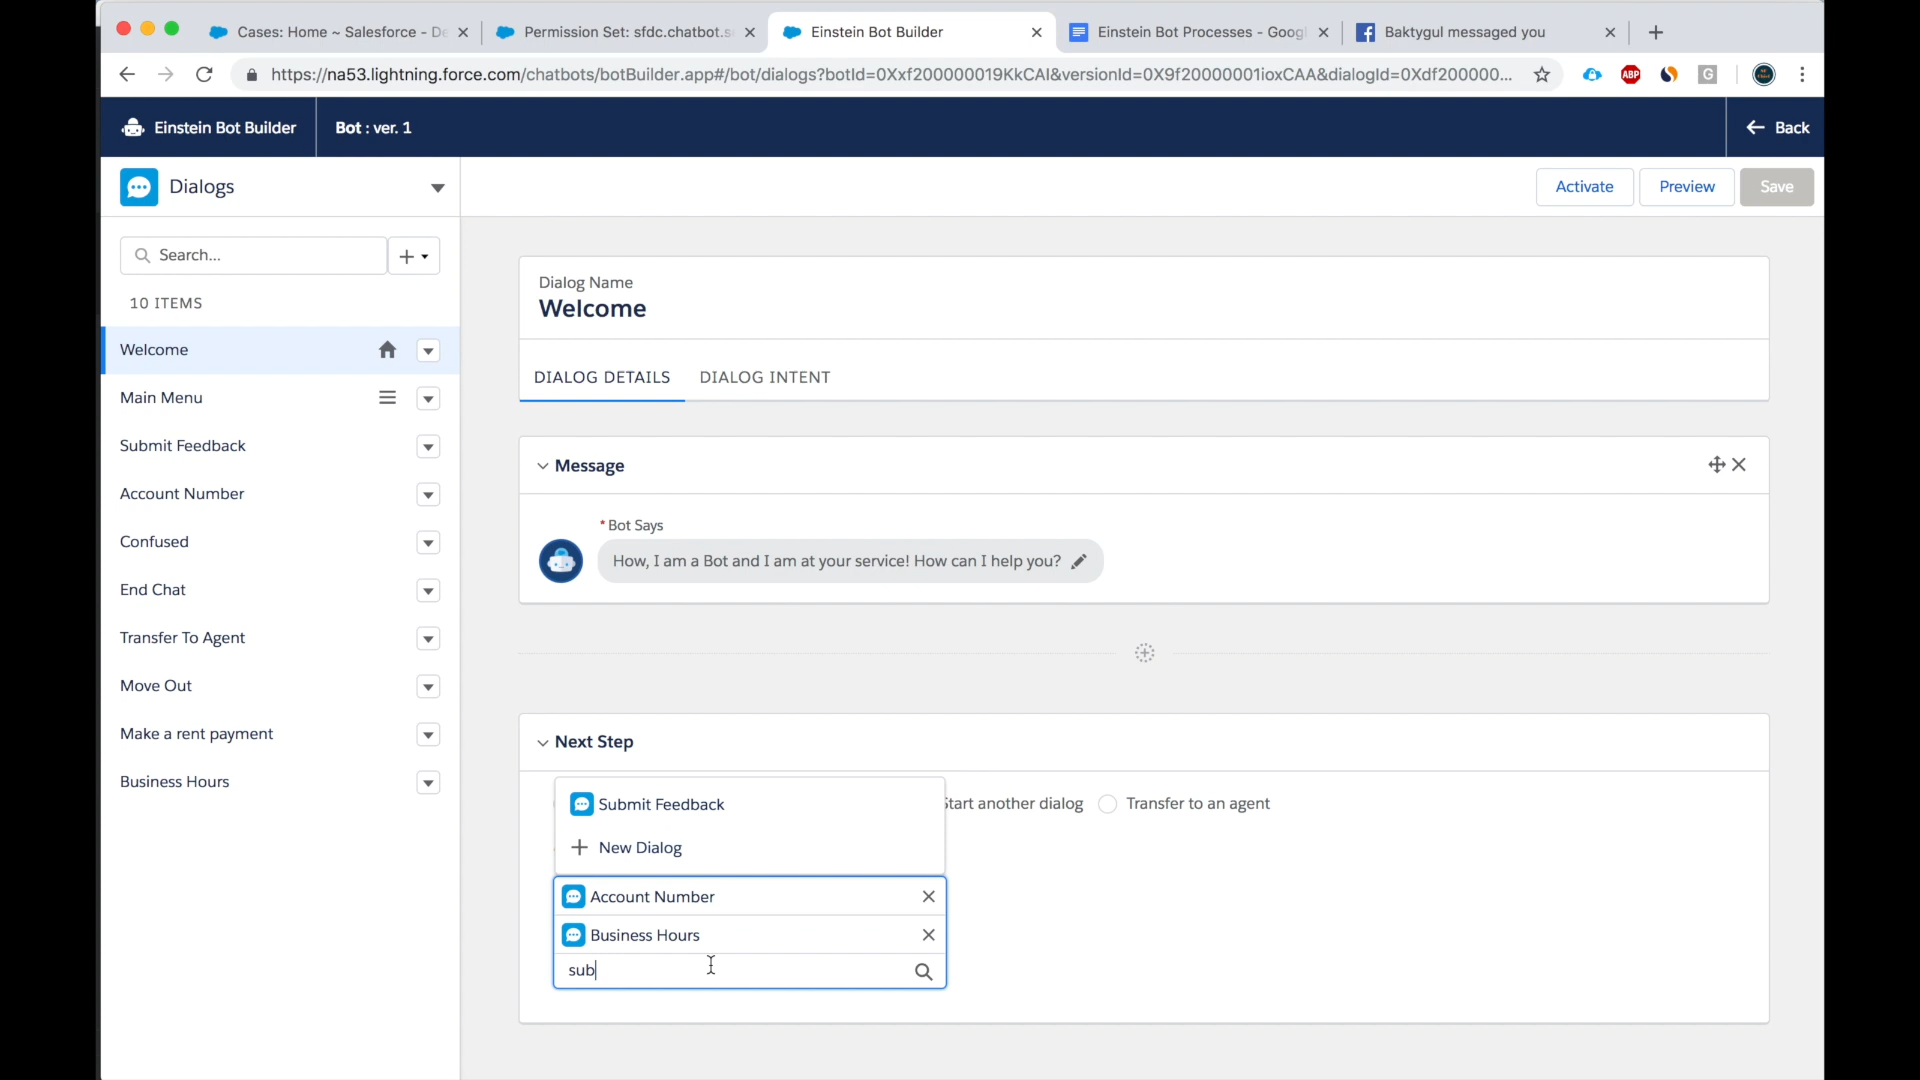 Cases: Home ~ Salesforce - De
Permission Set: sfdc.chatbot.s
Einstein Bot Builder
Einstein Bot Processes - Googl
Baktygul messaged you
https://na53.lightning.force.com/chatbots/botBuilder.app#/bot/dialogs?botId=0Xxf200000019KkCAI&versionId=0X9f20000001ioxCAA&dialogId=0Xdf200000...
ABP
G
Einstein Bot Builder
Bot : ver. 1
Back
Dialogs
Activate
Preview
Save
Search...
10 ITEMS
Welcome
Main Menu
Submit Feedback
Account Number
Confused
End Chat
Transfer To Agent
Move Out
Make a rent payment
Business Hours
Dialog Name
Welcome
DIALOG DETAILS
DIALOG INTENT
Message
* Bot Says
How, I am a Bot and I am at your service! How can I help you?
Next Step
Submit Feedback
New Dialog
Start another dialog
Transfer to an agent
Account Number
Business Hours
sub